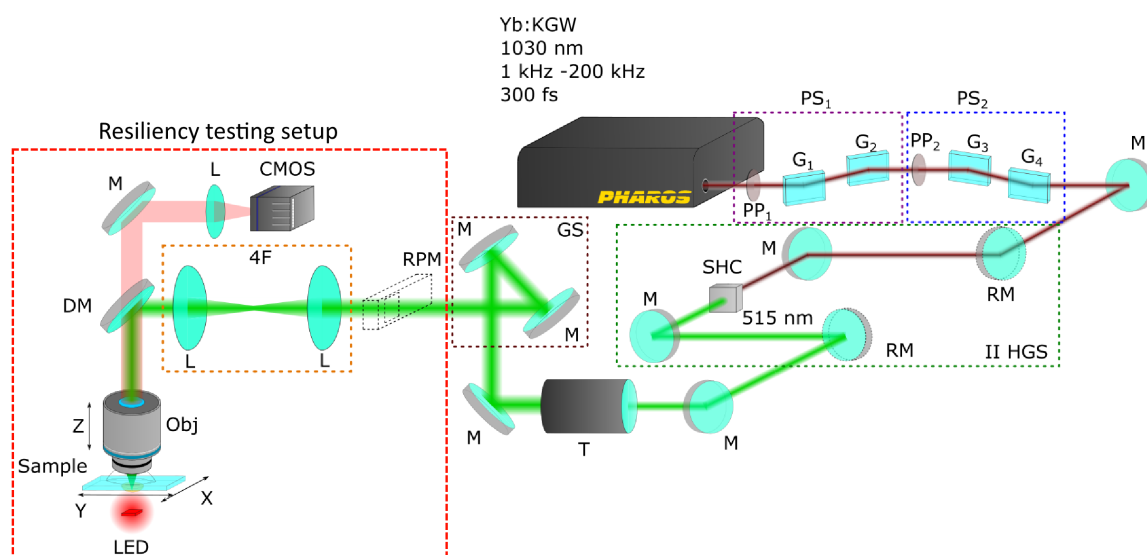 Yb:KGW
1030 nm
1 kHz -200 kHz
300 fs
PS₁
PS₂
G₁
G₂
PP₂
G₃
G₄
M
PP₁
PHAROS
Resiliency testing setup
M
L
CMOS
4F
RPM
M
GS
M
DM
L
L
M
RM
SHC
M
515 nm
RM
II HGS
M
T
M
Z
Obj
Sample
Y
X
LED